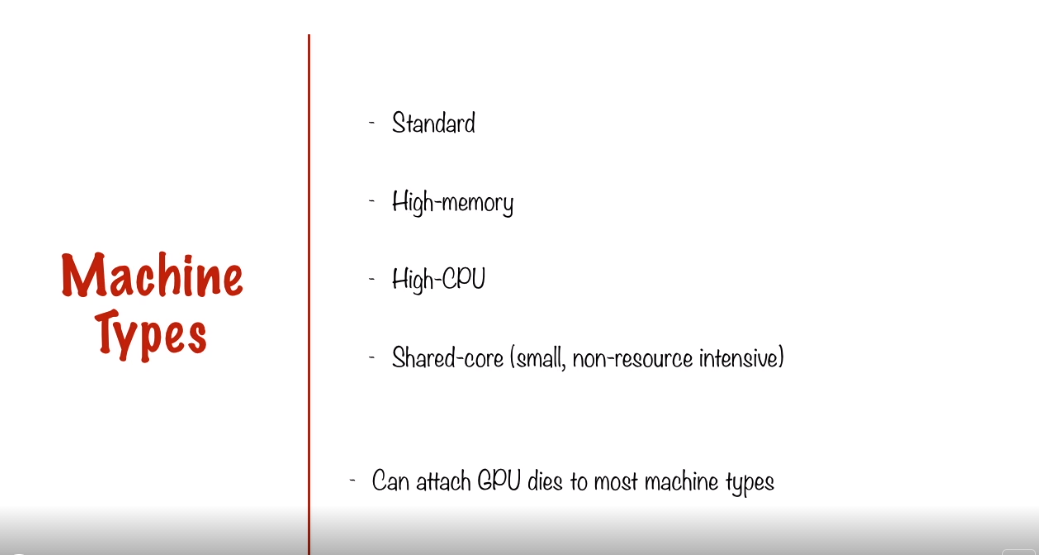 Machine
Types
- Standard
- High-memory
- High-CPU
- Shared-core (small, non-resource intensive)
- Can attach GPU dies to most machine types